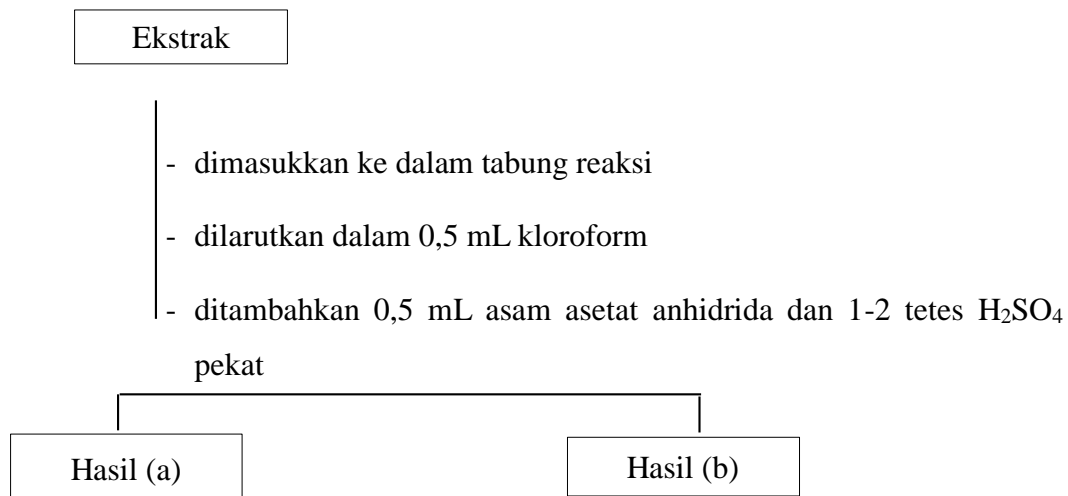 Ekstrak
- dimasukkan ke dalam tabung reaksi
- dilarutkan dalam 0,5 mL kloroform
- ditambahkan 0,5 mL asam asetat anhidrida dan 1-2 tetes H₂SO₄
pekat
Hasil (a)
Hasil (b)